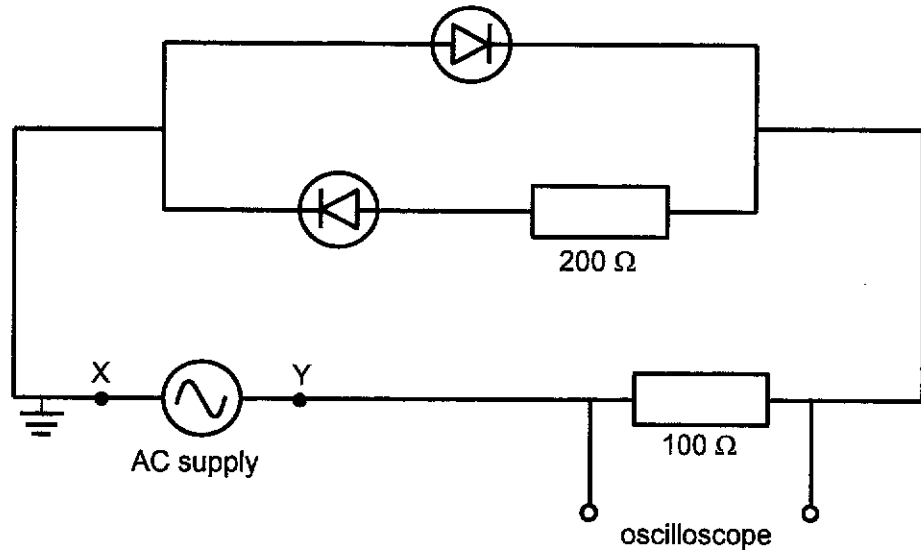 200 Ω
X
Y
AC supply
100 Ω
oscilloscope